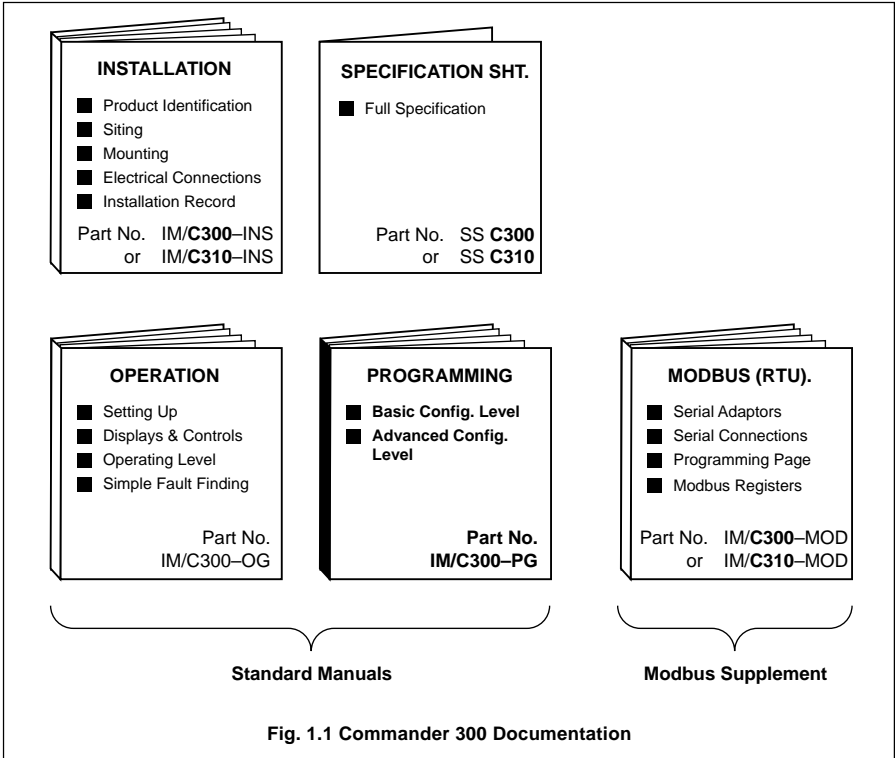 INSTALLATION
■ Product Identification
■ Siting
■ Mounting
■ Electrical Connections
■ Installation Record
Part No. IM/C300–INS
or IM/C310–INS
SPECIFICATION SHT.
■ Full Specification
Part No. SS C300
or SS C310
OPERATION
■ Setting Up
■ Displays & Controls
■ Operating Level
■ Simple Fault Finding
Part No.
IM/C300–OG
PROGRAMMING
■ Basic Config. Level
■ Advanced Config.
Level
Part No.
IM/C300–PG
MODBUS (RTU).
■ Serial Adaptors
■ Serial Connections
■ Programming Page
■ Modbus Registers
Part No. IM/C300–MOD
or IM/C310–MOD
Standard Manuals
Modbus Supplement
Fig. 1.1 Commander 300 Documentation